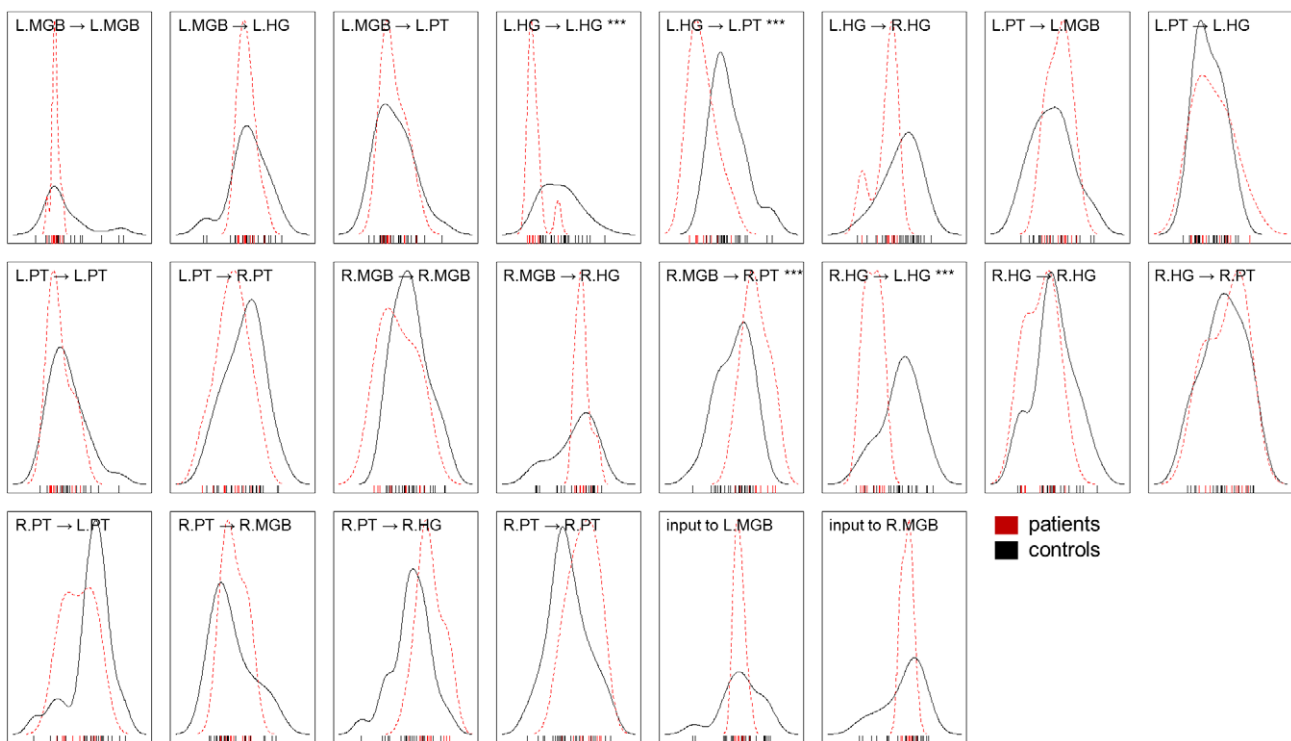 L.MGB → L.MGB
L.MGB → L.HG
L.MGB → L.PT
L.HG → L.HG ***
L.HG → L.PT ***
L.HG → R.HG
L.PT → L.MGB
L.PT → L.HG
L.PT → L.PT
L.PT → R.PT
R.MGB → R.MGB
R.MGB → R.HG
R.MGB → R.PT ***
R.HG → L.HG ***
R.HG → R.HG
R.HG → R.PT
R.PT → L.PT
R.PT → R.MGB
R.PT → R.HG
R.PT → R.PT
input to L.MGB
input to R.MGB
patients
controls